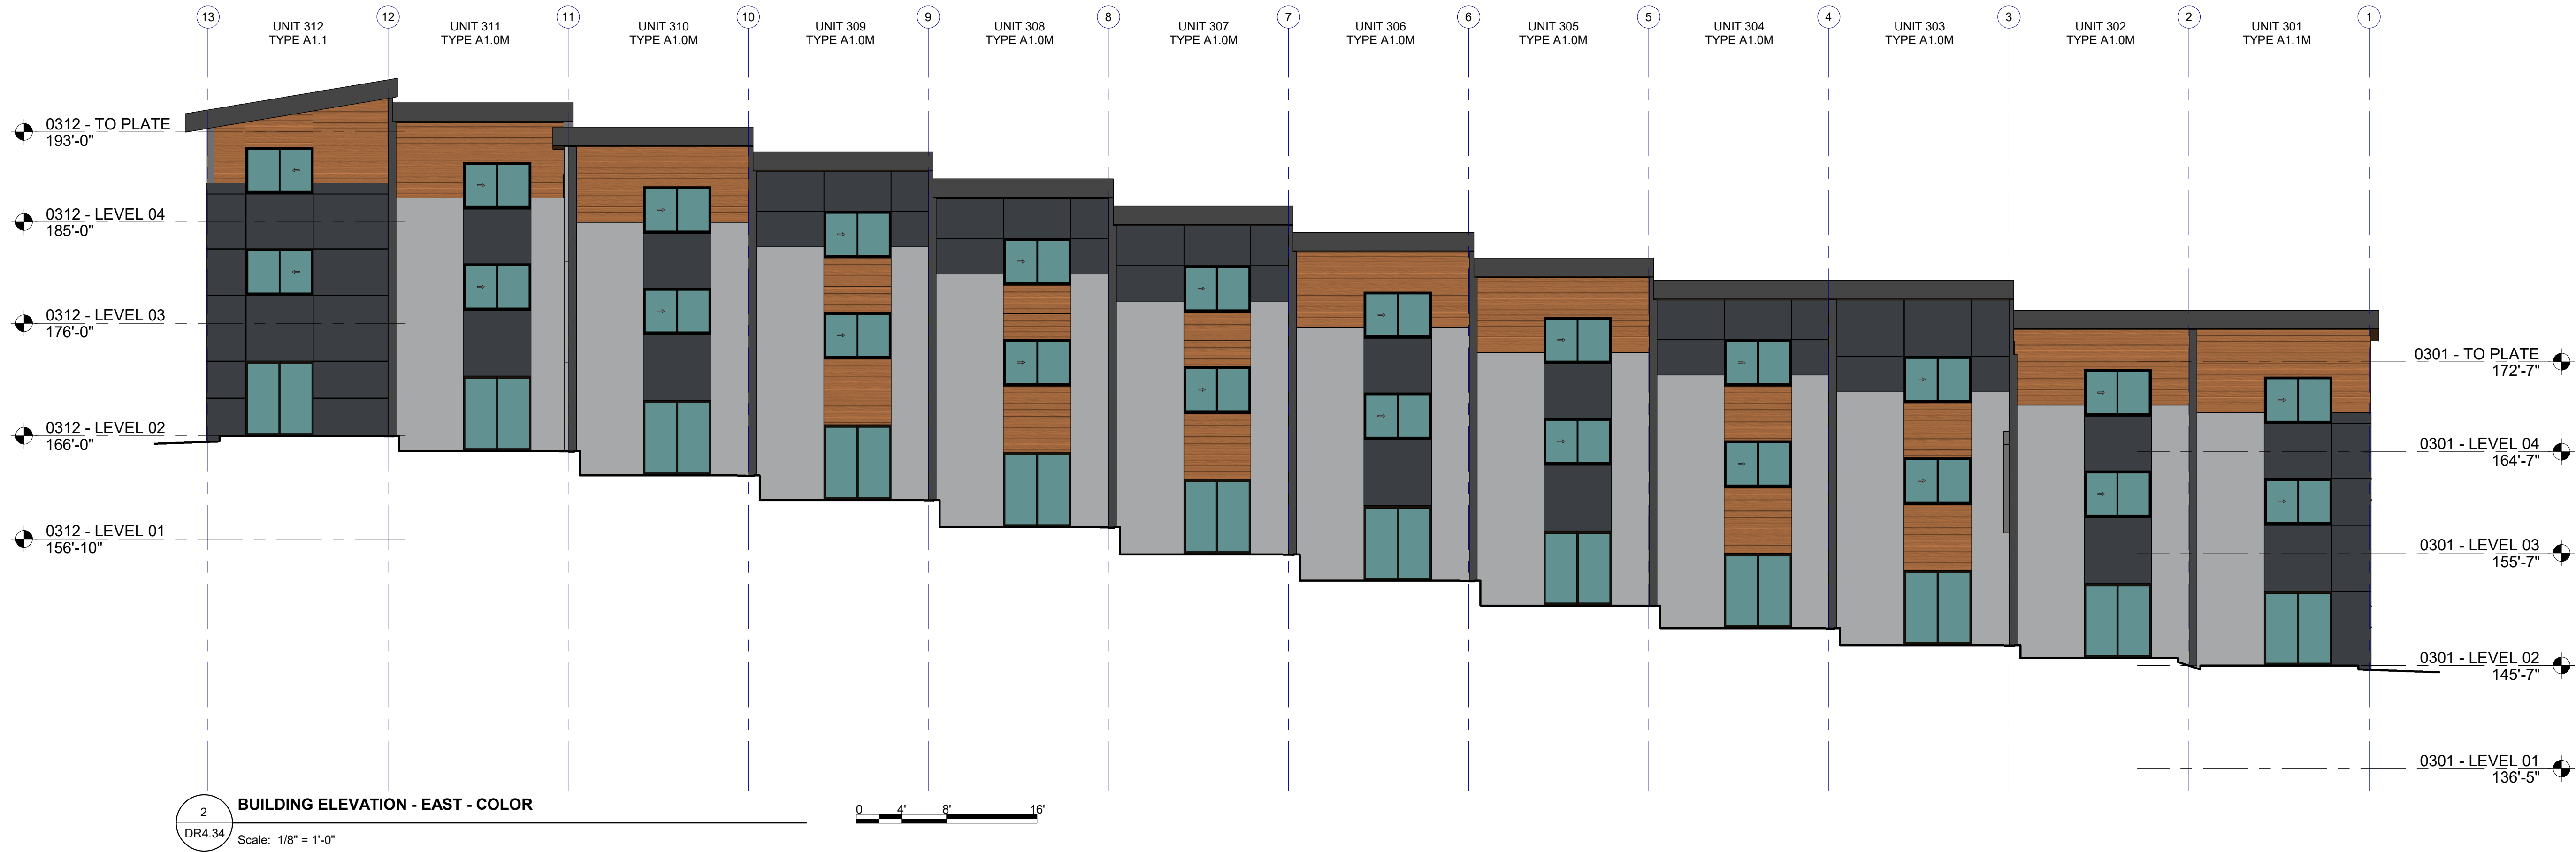 13
12
11
10
9
8
7
6
5
4
3
2
1
UNIT 312
TYPE A1.1
UNIT 311
TYPE A1.0M
UNIT 310
TYPE A1.0M
UNIT 309
TYPE A1.0M
UNIT 308
TYPE A1.0M
UNIT 307
TYPE A1.0M
UNIT 306
TYPE A1.0M
UNIT 305
TYPE A1.0M
UNIT 304
TYPE A1.0M
UNIT 303
TYPE A1.0M
UNIT 302
TYPE A1.0M
UNIT 301
TYPE A1.1M
0312 - TO PLATE
193'-0"
0312 - LEVEL 04
185'-0"
0312 - LEVEL 03
176'-0"
0312 - LEVEL 02
166'-0"
0312 - LEVEL 01
156'-10"
0301 - TO PLATE
172'-7"
0301 - LEVEL 04
164'-7"
0301 - LEVEL 03
155'-7"
0301 - LEVEL 02
145'-7"
0301 - LEVEL 01
136'-5"
2
DR4.34
BUILDING ELEVATION - EAST - COLOR
Scale: 1/8" = 1'-0"
0 4' 8' 16'